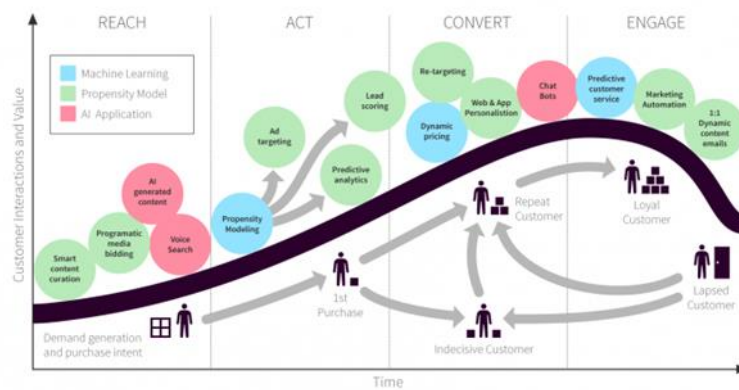 REACH
ACT
CONVERT
ENGAGE
Machine Learning
Propensity Model
AI Application
Customer Interactions and Value
Smart
content
curation
Programatic
media
bidding
AI
generated
content
Voice
Search
Propensity
Modeling
Ad
targeting
Lead
scoring
Predictive
analytics
Re-targeting
Dynamic
pricing
Web & App
Personalistion
Chat
Bots
Predictive
customer
service
Marketing
Automation
1:1
Dynamic
content
emails
Demand generation
and purchase intent
1st
Purchase
Repeat
Customer
Indecisive Customer
Loyal
Customer
Lapsed
Customer
Time